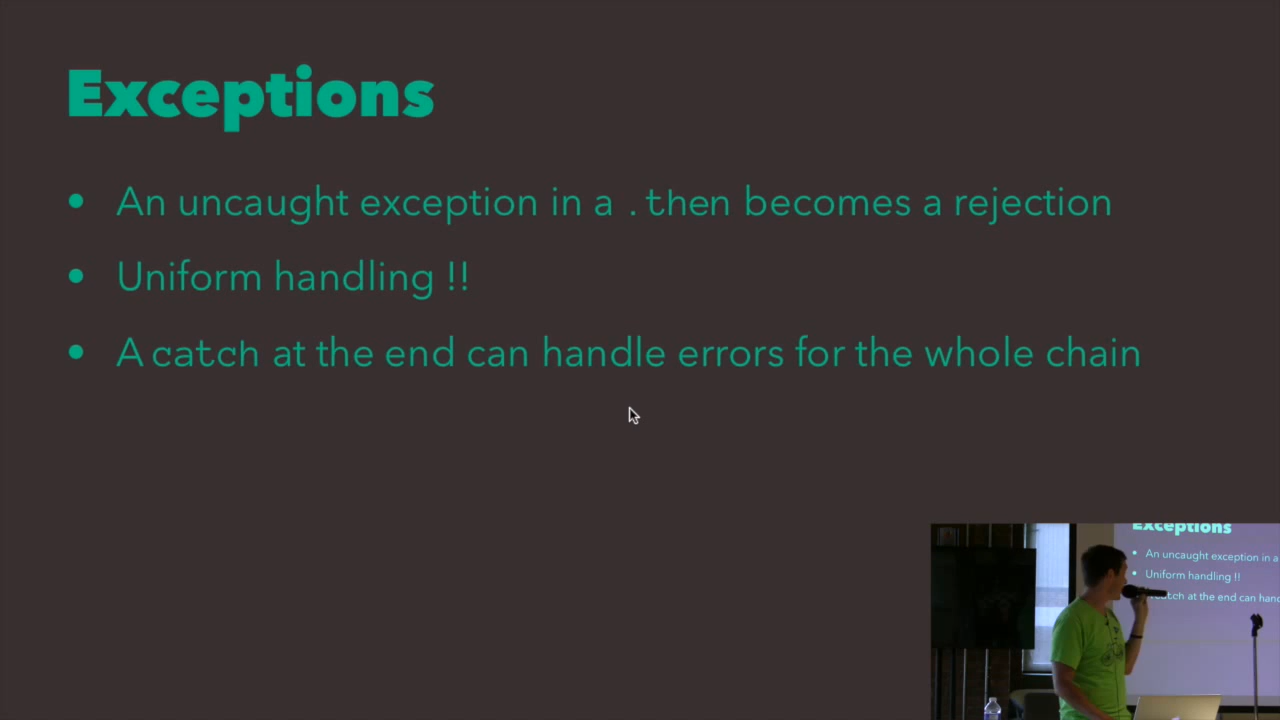 Exceptions
• An uncaught exception in a .then becomes a rejection
• Uniform handling !!
• A catch at the end can handle errors for the whole chain
Exceptions
• An uncaught exception in a
• Uniform handling !!
at the end can hand